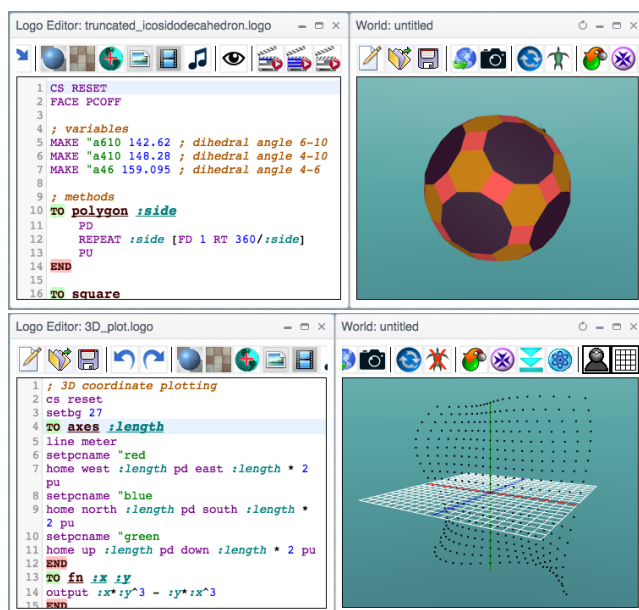 Logo Editor: truncated_icosidodecahedron.logo
World: untitled
1 CS RESET
2 FACE PCOFF
3
4 ; variables
5 MAKE "a610 142.62 ; dihedral angle 6-10
6 MAKE "a410 148.28 ; dihedral angle 4-10
7 MAKE "a46 159.095 ; dihedral angle 4-6
8
9 ; methods
10 TO polygon :side
11 PD
12 REPEAT :side [FD 1 RT 360/:side]
13 PU
14 END
15
16 TO square
Logo Editor: 3D_plot.logo
World: untitled
1 ; 3D coordinate plotting
2 cs reset
3 setbg 27
4 TO axes :length
5 line meter
6 setpcname "red
7 home west :length pd east :length * 2
pu
8 setpcname "blue
9 home north :length pd south :length *
2 pu
10 setpcname "green
11 home up :length pd down :length * 2 pu
12 END
13 TO fn :x :y
14 output :x*:y^3 - :y*:x^3
15 END